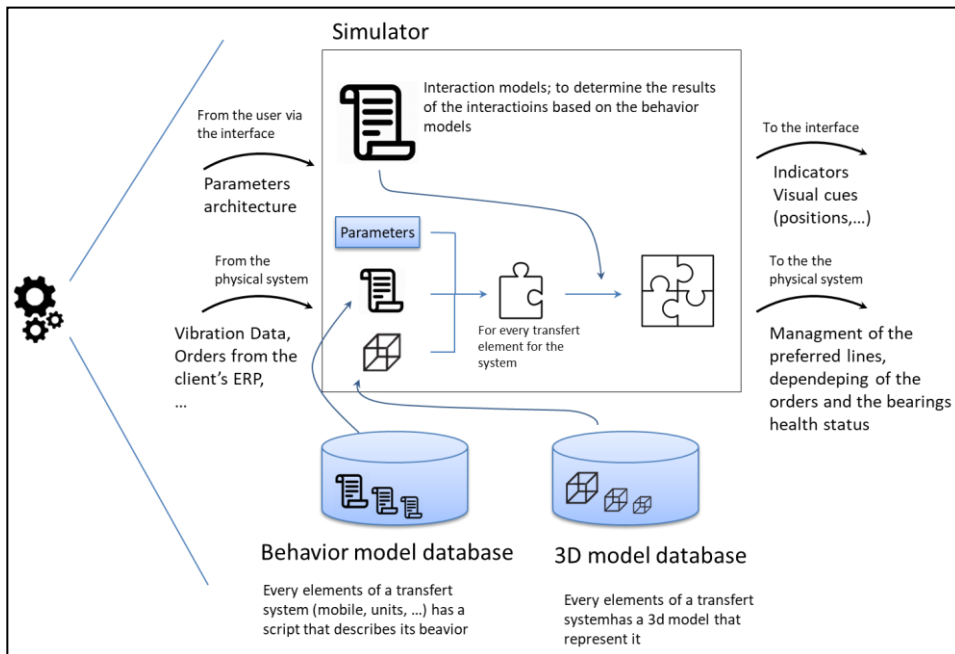 Simulator
Interaction models; to determine the results
of the interactioins based on the behavior
models
From the user via
the interface
Parameters
architecture
To the interface
Indicators
Visual cues
(positions,…)
Parameters
From the
physical system
Vibration Data,
Orders from the
client’s ERP,
…
For every transfert
element for the
system
To the the
physical system
Managment of the
preferred lines,
dependeping of the
orders and the bearings
health status
Behavior model database
Every elements of a transfert
system (mobile, units, …) has a
script that describes its beavior
3D model database
Every elements of a transfert
systemhas a 3d model that
represent it